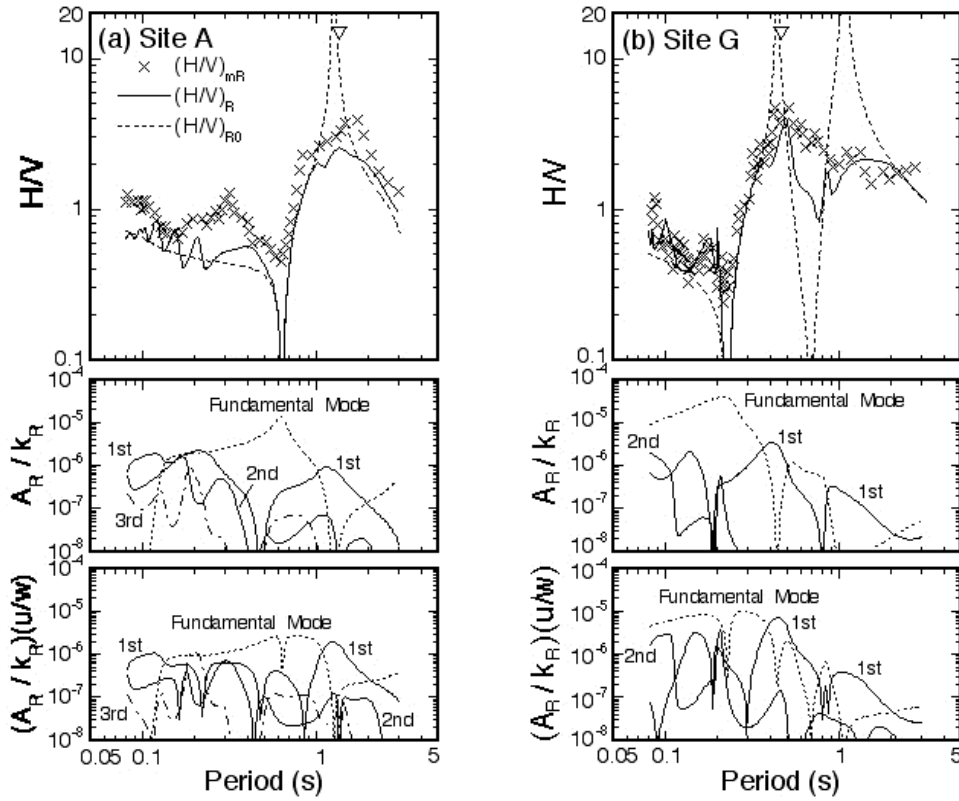 (a) Site A
(H/V)mR
(H/V)R
(H/V)R0
H/V
20
10
1
0.1
(b) Site G
H/V
20
10
1
0.1
Fundamental Mode
1st
2nd
1st
3rd
AR / kR
10-4
10-5
10-6
10-7
10-8
Fundamental Mode
2nd
1st
1st
AR / kR
10-4
10-5
10-6
10-7
10-8
Fundamental Mode
1st
1st
3rd
2nd
(AR / kR)(u/w)
10-4
10-5
10-6
10-7
10-8
0.05 0.1 1 5
Period (s)
Fundamental Mode
1st
2nd
1st
(AR / kR)(u/w)
10-4
10-5
10-6
10-7
10-8
0.05 0.1 1 5
Period (s)